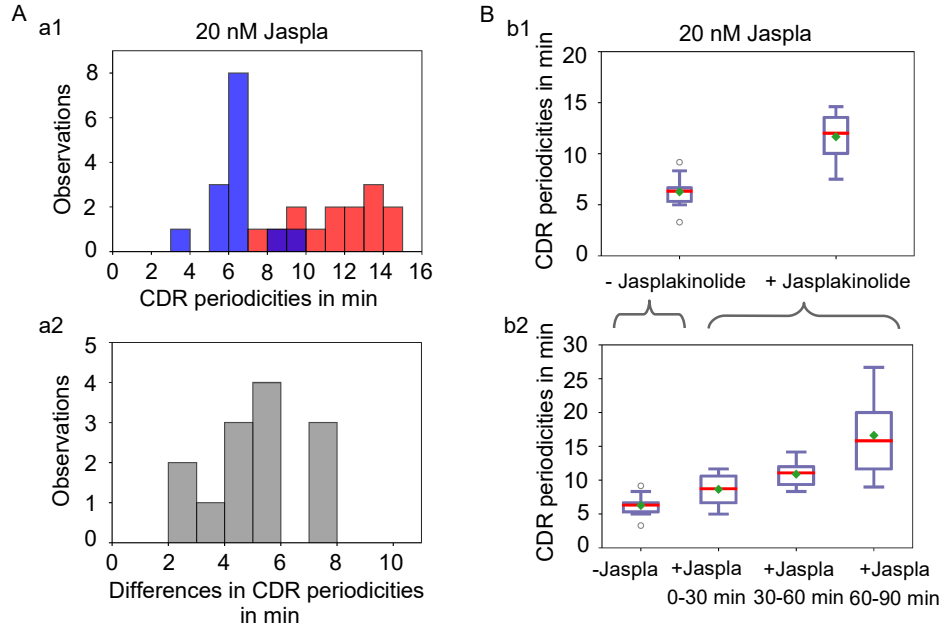 A
a1
20 nM Jaspla
Observations
8
6
4
2
0
0 2 4 6 8 10 12 14 16
CDR periodicities in min
a2
Observations
5
4
3
2
1
0
0 2 4 6 8 10
Differences in CDR periodicities
in min
B
b1
20 nM Jaspla
CDR periodicities in min
20
15
10
5
0
- Jasplakinolide + Jasplakinolide
b2
CDR periodicities in min
30
25
20
15
10
5
0
-Jaspla +Jaspla +Jaspla +Jaspla
0-30 min 30-60 min 60-90 min